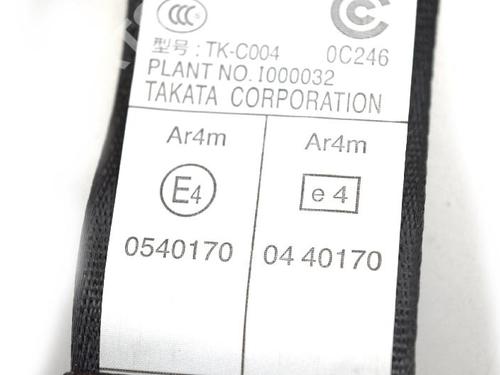 型号: TK-C004 0C246
PLANT NO. I000032
TAKATA CORPORATION
Ar4m Ar4m
E4 e 4
0540170 04 40170